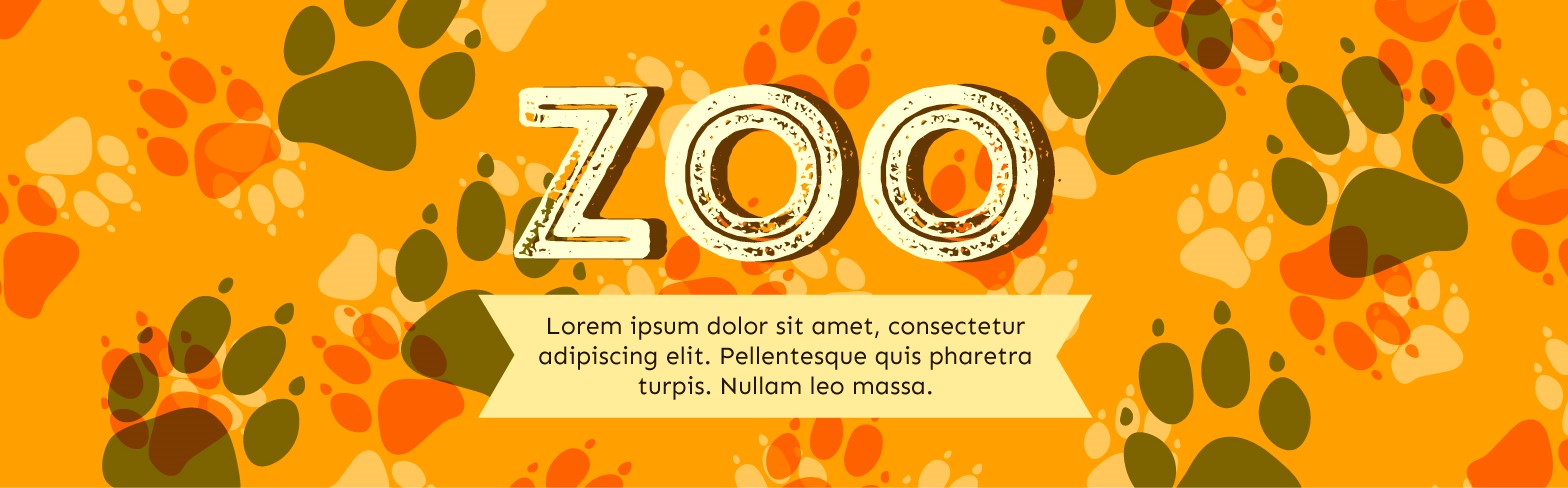 ZOO
Lorem ipsum dolor sit amet, consectetur
adipiscing elit. Pellentesque quis pharetra
turpis. Nullam leo massa.